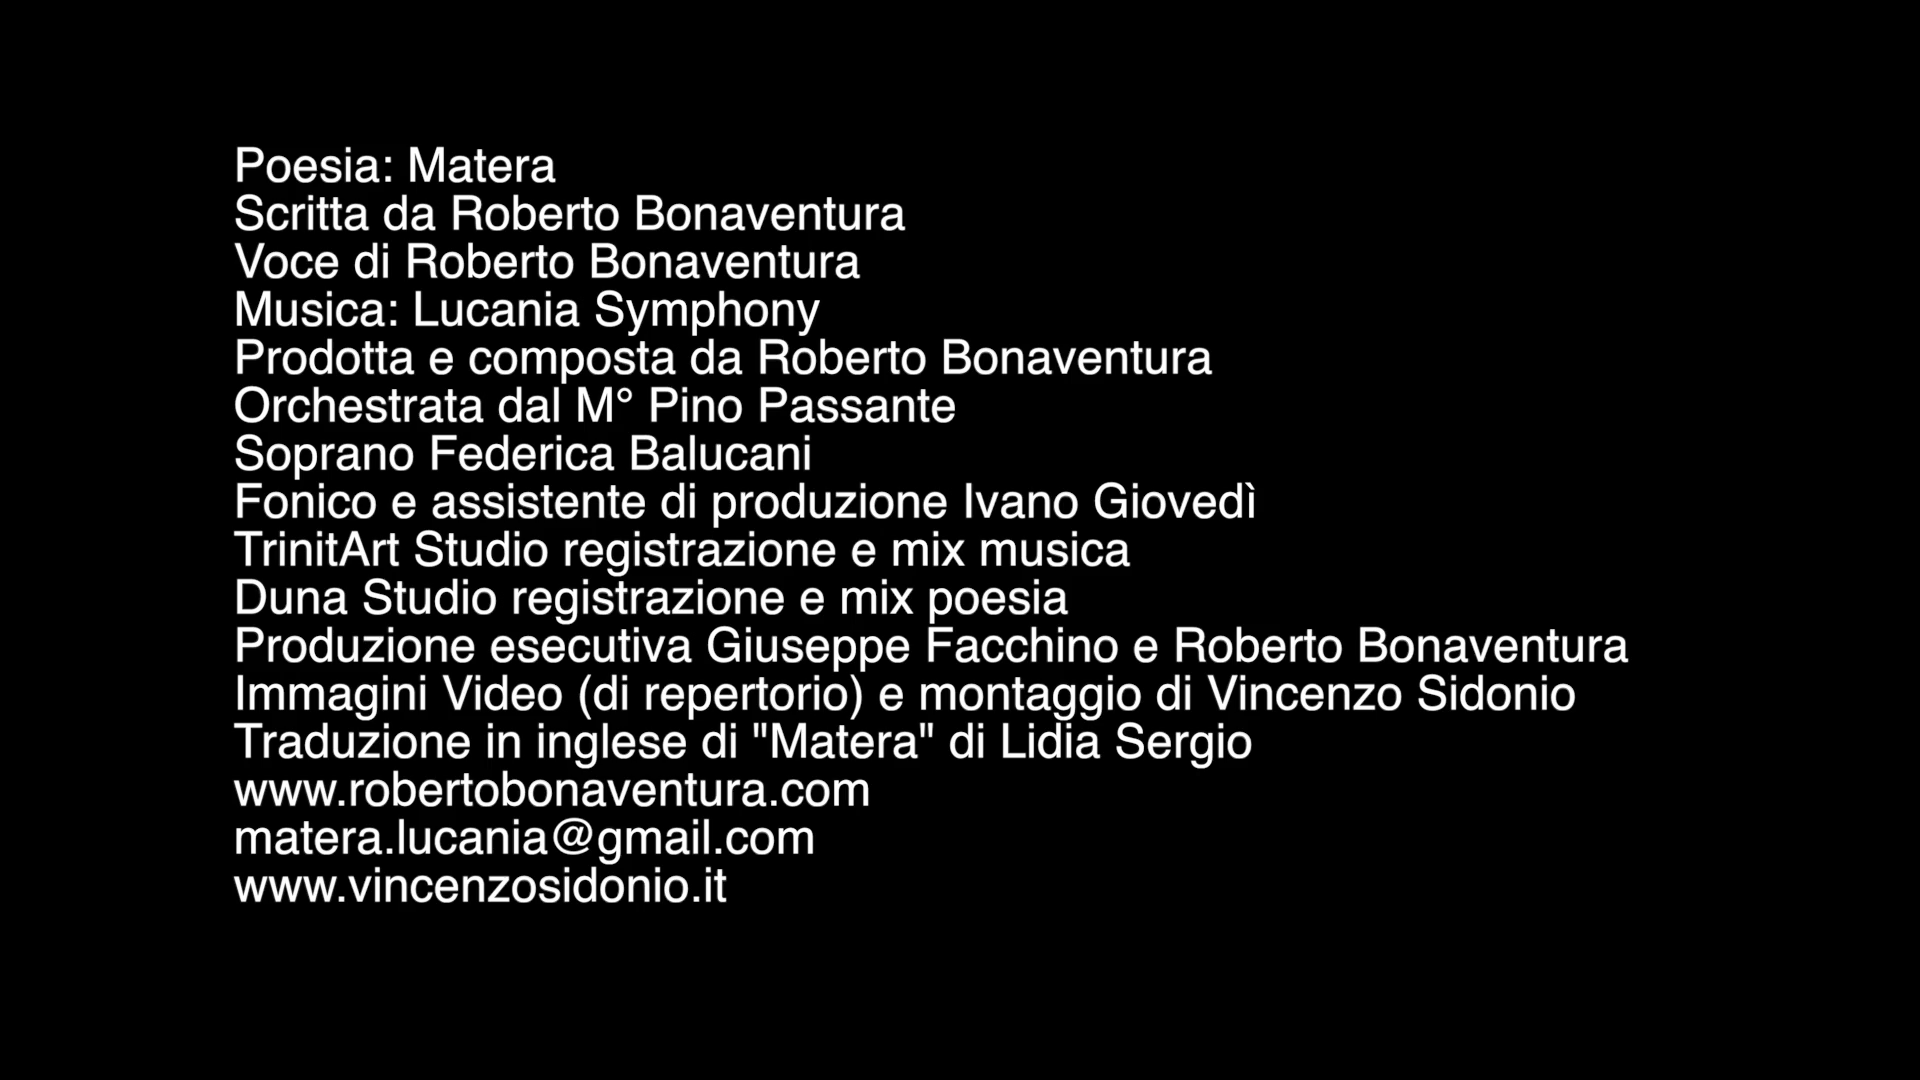 Poesia: Matera
Scritta da Roberto Bonaventura
Voce di Roberto Bonaventura
Musica: Lucania Symphony
Prodotta e composta da Roberto Bonaventura
Orchestrata dal M° Pino Passante
Soprano Federica Balucani
Fonico e assistente di produzione Ivano Giovedì
TrinitArt Studio registrazione e mix musica
Duna Studio registrazione e mix poesia
Produzione esecutiva Giuseppe Facchino e Roberto Bonaventura
Immagini Video (di repertorio) e montaggio di Vincenzo Sidonio
Traduzione in inglese di "Matera" di Lidia Sergio
www.robertobonaventura.com
matera.lucania@gmail.com
www.vincenzosidonio.it